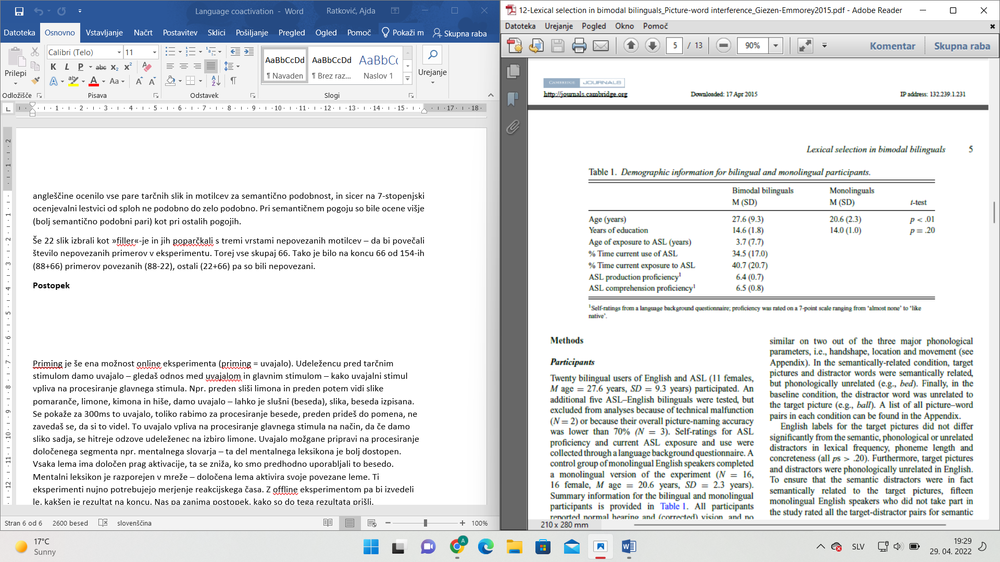 Language coactivation - Word
Ratković, Ajda
Datoteka
Osnovno
Vstavljanje
Načrt
Postavitev
Sklici
Pošiljanje
Pregled
Ogled
Pomoč
Pokaži m
Skupna raba
Prilepi
Calibri (Telo)
11
K L P abc x₂ x²
Aa
Odložišče
Pisava
Odstavek
AaBbCcDd
¶ Navaden
AaBbCcDd
¶ Brez raz...
AaBbCc
Naslov 1
Slogi
Urejanje
1 2 3 4 5 6 7 8 9 10 11 12 13 14 15 17 18
angleščine ocenilo vse pare tarčnih slik in motilcev za semantično podobnost, in sicer na 7-stopenjski
ocenjevalni lestvici od sploh ne podobno do zelo podobno. Pri semantičnem pogoju so bile ocene višje
(bolj semantično podobni pari) kot pri ostalih pogojih.
Še 22 slik izbrali kot »filler«-je in jih poparčkali s tremi vrstami nepovezanih motilcev – da bi povečali
število nepovezanih primerov v eksperimentu. Torej vse skupaj 66. Tako je bilo na koncu 66 od 154-ih
(88+66) primerov povezanih (88-22), ostali (22+66) pa so bili nepovezani.
Postopek
Priming je še ena možnost online eksperimenta (priming = uvajalo). Udeležencu pred tarčnim
stimulom damo uvajalo – gledaš odnos med uvajalom in glavnim stimulom – kako uvajalni stimul
vpliva na procesiranje glavnega stimula. Npr. preden sliši limona in preden potem vidi slike
pomaranče, limone, kimona in hiše, damo uvajalo – lahko je slušni (beseda), slika, beseda izpisana.
Se pokaže za 300ms to uvajalo, toliko rabimo za procesiranje besede, preden prideš do pomena, ne
zavedaš se, da si to videl. To uvajalo vpliva na procesiranje glavnega stimula na način, da če damo
sliko sadja, se hitreje odzove udeleženec na izbiro limone. Uvajalo možgane pripravi na procesiranje
določenega segmenta npr. mentalnega slovarja – ta del mentalnega leksikona je bolj dostopen.
Vsaka lema ima določen prag aktivacije, ta se zniža, ko smo predhodno uporabljali to besedo.
Mentalni leksikon je razporejen v mreže – določena lema aktivira svoje povezane leme. Ti
eksperimenti nujno potrebujejo merjenje reakcijskega časa. Z offline eksperimentom pa bi izvedeli
le, kakšen je rezultat na koncu. Nas pa zanima postopek, kako so do tega rezultata prišli.
Stran 6 od 6
2600 besed
slovenščina
100%
12-Lexical selection in bimodal bilinguals_Picture-word interference_Giezen-Emmorey2015.pdf - Adobe Reader
Datoteka Urejanje Pogled Okno Pomoč
5 / 13
90%
Komentar
Skupna raba
CAMBRIDGE JOURNALS
http://journals.cambridge.org
Downloaded: 17 Apr 2015
IP address: 132.239.1.231
Lexical selection in bimodal bilinguals 5
Table 1. Demographic information for bilingual and monolingual participants.
Bimodal bilinguals Monolinguals
M (SD) M (SD) t-test
Age (years) 27.6 (9.3) 20.6 (2.3) p < .01
Years of education 14.6 (1.8) 14.0 (1.0) p = .20
Age of exposure to ASL (years) 3.7 (7.7)
% Time current use of ASL 34.5 (17.0)
% Time current exposure to ASL 40.7 (20.7)
ASL production proficiency¹ 6.4 (0.7)
ASL comprehension proficiency¹ 6.5 (0.8)
¹Self-ratings from a language background questionnaire; proficiency was rated on a 7-point scale ranging from ‘almost none’ to ‘like
native’.
Methods
Participants
Twenty bilingual users of English and ASL (11 females,
M age = 27.6 years, SD = 9.3 years) participated. An
additional five ASL–English bilinguals were tested, but
excluded from analyses because of technical malfunction
(N = 2) or because their overall picture-naming accuracy
was lower than 70% (N = 3). Self-ratings for ASL
proficiency and current ASL exposure and use were
collected through a language background questionnaire. A
control group of monolingual English speakers completed
a monolingual version of the experiment (N = 16,
16 female, M age = 20.6 years, SD = 2.3 years).
Summary information for the bilingual and monolingual
participants is provided in Table 1. All participants
reported normal hearing and (corrected) vision, and no
similar on two out of the three major phonological
parameters, i.e., handshape, location and movement (see
Appendix). In the semantically-related condition, target
pictures and distractor words were semantically related,
but phonologically unrelated (e.g., bed). Finally, in the
baseline condition, the distractor word was unrelated to
the target picture (e.g., ball). A list of all picture–word
pairs in each condition can be found in the Appendix.
English labels for the target pictures did not differ
significantly from the semantic, phonological or unrelated
distractors in lexical frequency, phoneme length and
concreteness (all ps > .20). Furthermore, target pictures
and distractors were phonologically unrelated in English.
To ensure that the semantic distractors were in fact
semantically related to the target pictures, fifteen
monolingual English speakers who did not take part in
the study rated all the target-distractor pairs for semantic
210 x 280 mm
17°C
Sunny
SLV
19:29
29. 04. 2022